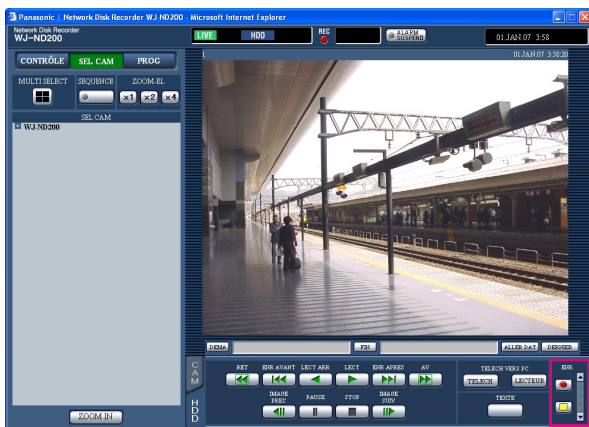 Panasonic | Network Disk Recorder WJ-ND200 - Microsoft Internet Explorer
Network Disk Recorder
WJ-ND200
LIVE HDD REC ALARM SUSPEND 01.JAN.07 3:58
CONTRÔLE SEL CAM PROG
MULTI SELECT SEQUENCE ZOOM-EL
x1 x2 x4
SEL CAM
WJ-ND200
ZOOM IN
1 01.JAN.07 3:58:20
DEMA FIN ALLER DAT DERNIER
CAM
HDD
RET ENR AVANT LECT ARR LECT ENR APRES AV
IMAGE PREC PAUSE STOP IMAGE SUIV
TELECH VERS PC
TELECH LECTEUR
TEXTE
ENR